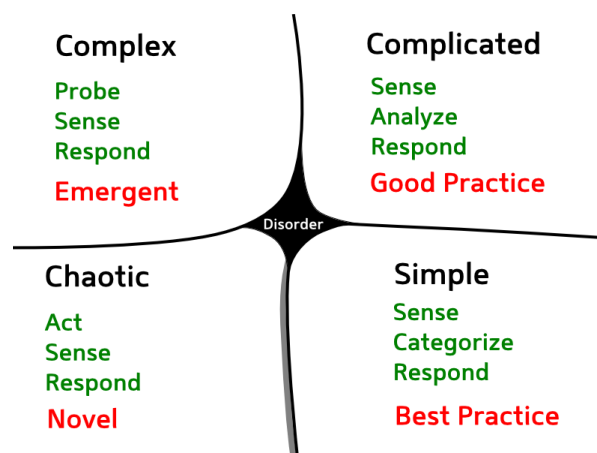 Complex
Probe
Sense
Respond
Emergent
Complicated
Sense
Analyze
Respond
Good Practice
Disorder
Chaotic
Act
Sense
Respond
Novel
Simple
Sense
Categorize
Respond
Best Practice